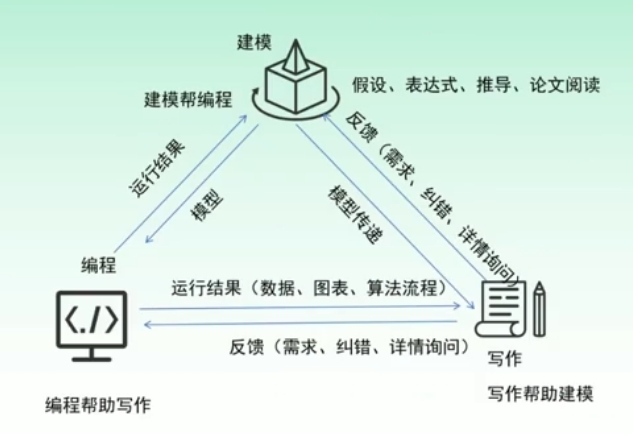 建模
假设、表达式、推导、论文阅读
建模帮编程
运行结果
模型
模型传递
反馈（需求、纠错、详情询问）
编程
运行结果（数据、图表、算法流程）
反馈（需求、纠错、详情询问）
写作
写作帮助建模
编程帮助写作